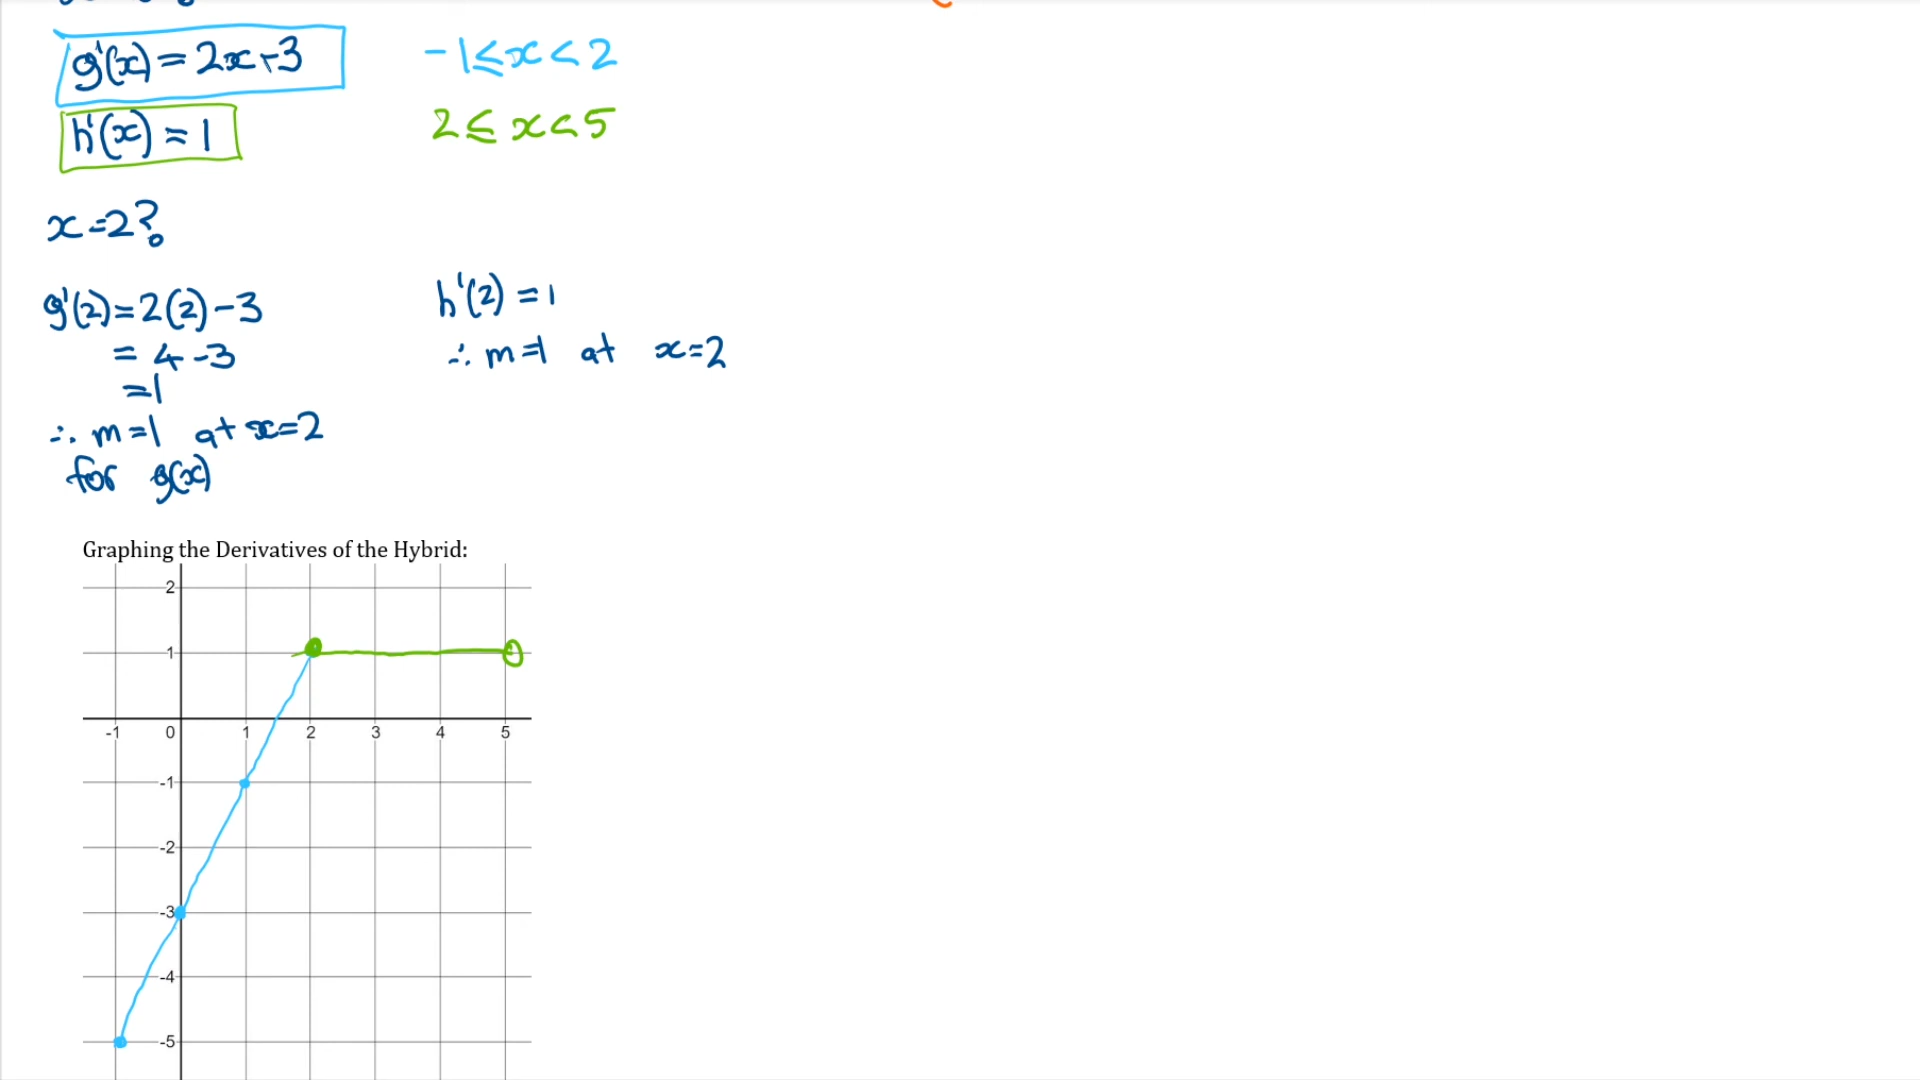 g'(x) = 2x-3
-1 ≤ x < 2
h'(x) = 1
2 ≤ x < 5
x=2?
g'(2) = 2(2)-3
= 4-3
=1
∴ m=1 at x=2
for g(x)
h'(2) = 1
∴ m=1 at x=2
Graphing the Derivatives of the Hybrid:
2
1
-1 0 1 2 3 4 5
-1
-2
-3
-4
-5